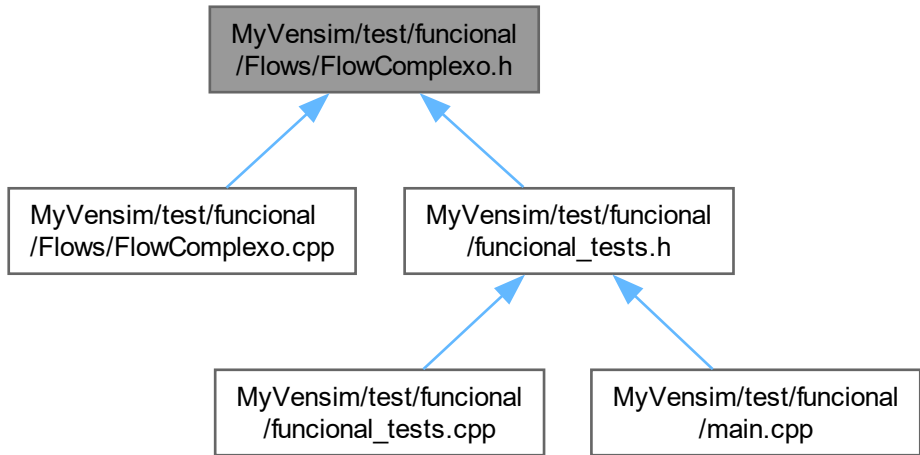 MyVensim/test/funcional
/Flows/FlowComplexo.h
MyVensim/test/funcional
/Flows/FlowComplexo.cpp
MyVensim/test/funcional
/funcional_tests.h
MyVensim/test/funcional
/funcional_tests.cpp
MyVensim/test/funcional
/main.cpp